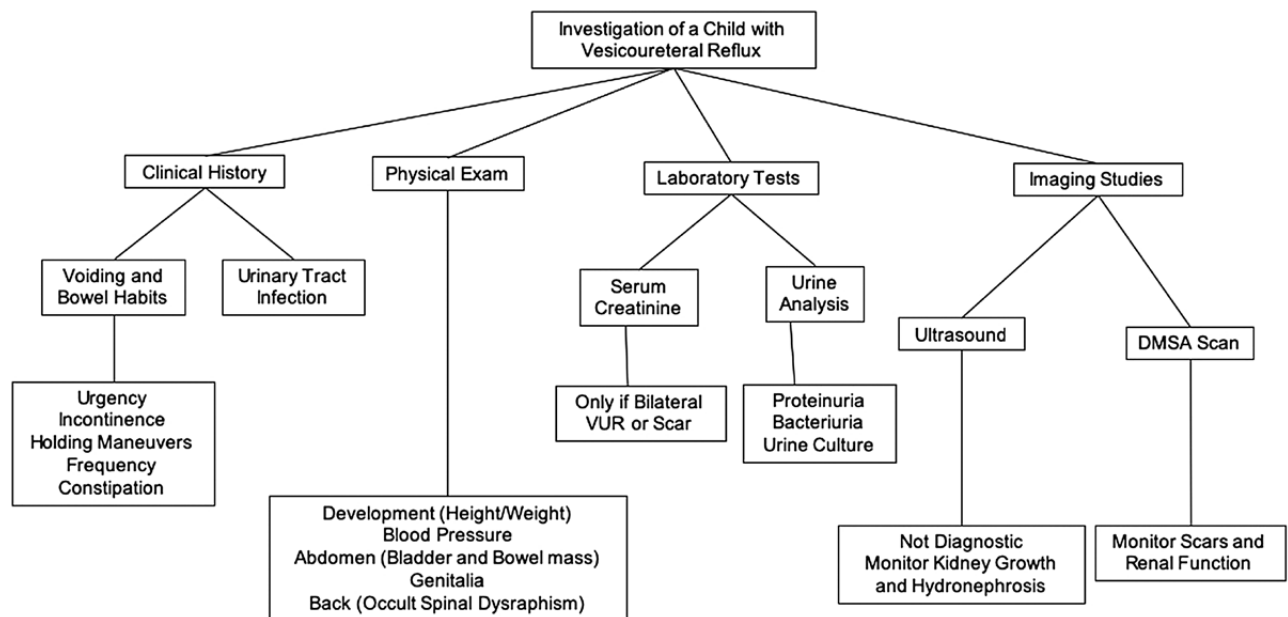 Investigation of a Child with
Vesicoureteral Reflux
Clinical History
Physical Exam
Laboratory Tests
Imaging Studies
Voiding and
Bowel Habits
Urinary Tract
Infection
Serum
Creatinine
Urine
Analysis
Ultrasound
DMSA Scan
Urgency
Incontinence
Holding Maneuvers
Frequency
Constipation
Only if Bilateral
VUR or Scar
Proteinuria
Bacteriuria
Urine Culture
Development (Height/Weight)
Blood Pressure
Abdomen (Bladder and Bowel mass)
Genitalia
Back (Occult Spinal Dysraphism)
Not Diagnostic
Monitor Kidney Growth
and Hydronephrosis
Monitor Scars and
Renal Function